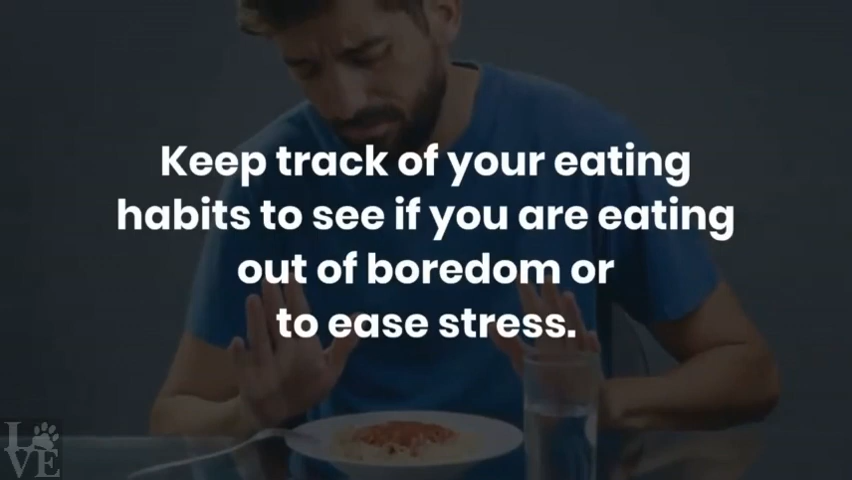 Keep track of your eating
habits to see if you are eating
out of boredom or
to ease stress.
LOVE